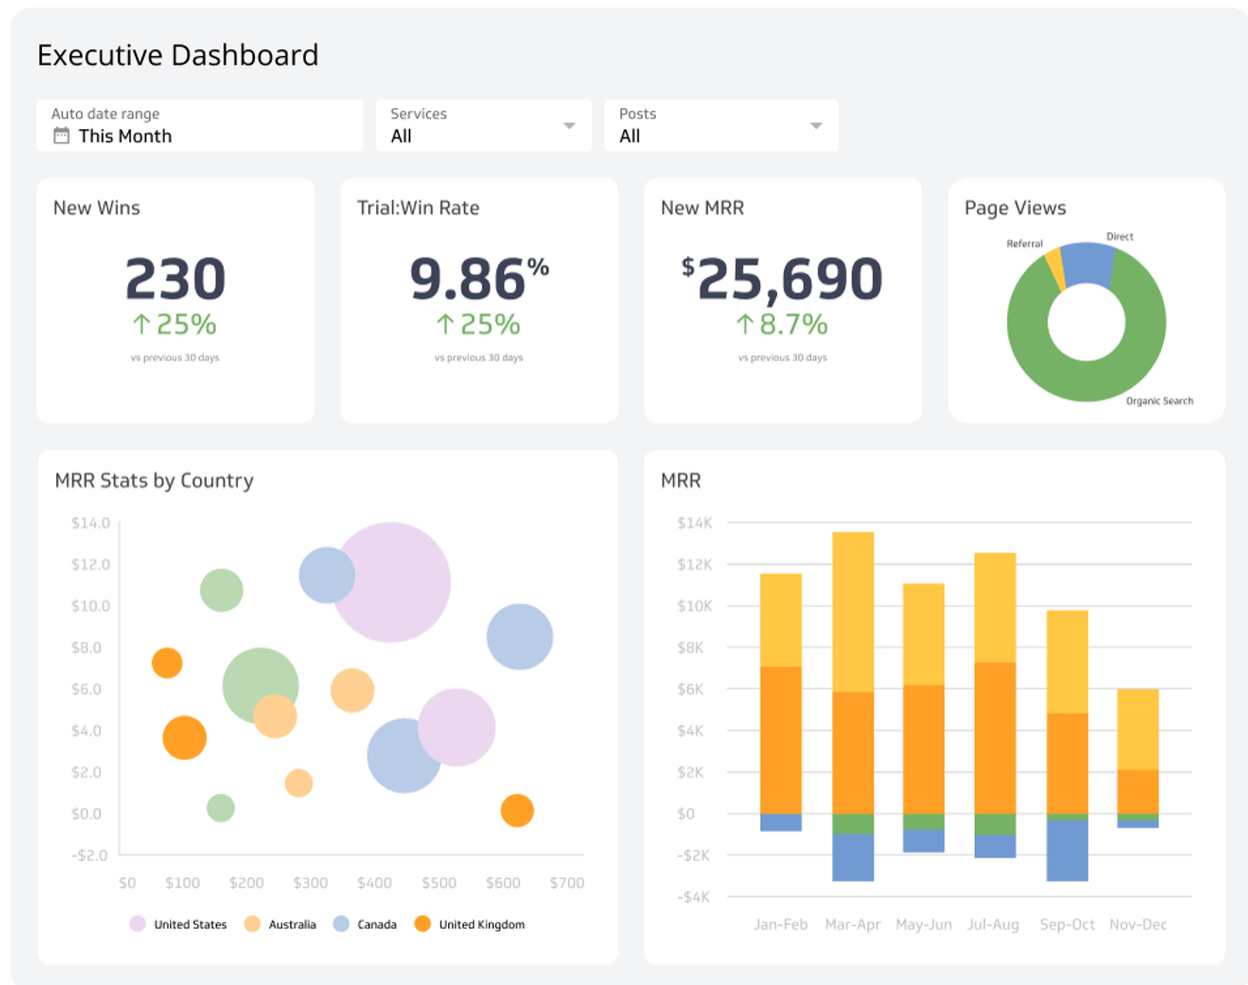 Executive Dashboard
Auto date range
This Month
Services
All
Posts
All
New Wins
230
↑25%
vs previous 30 days
Trial:Win Rate
9.86%
↑25%
vs previous 30 days
New MRR
$25,690
↑8.7%
vs previous 30 days
Page Views
Referral
Direct
Organic Search
MRR Stats by Country
$14.0
$12.0
$10.0
$8.0
$6.0
$4.0
$2.0
$0.0
-$2.0
$0 $100 $200 $300 $400 $500 $600 $700
United States Australia Canada United Kingdom
MRR
$14K
$12K
$10K
$8K
$6K
$4K
$2K
$0
-$2K
-$4K
Jan-Feb Mar-Apr May-Jun Jul-Aug Sep-Oct Nov-Dec